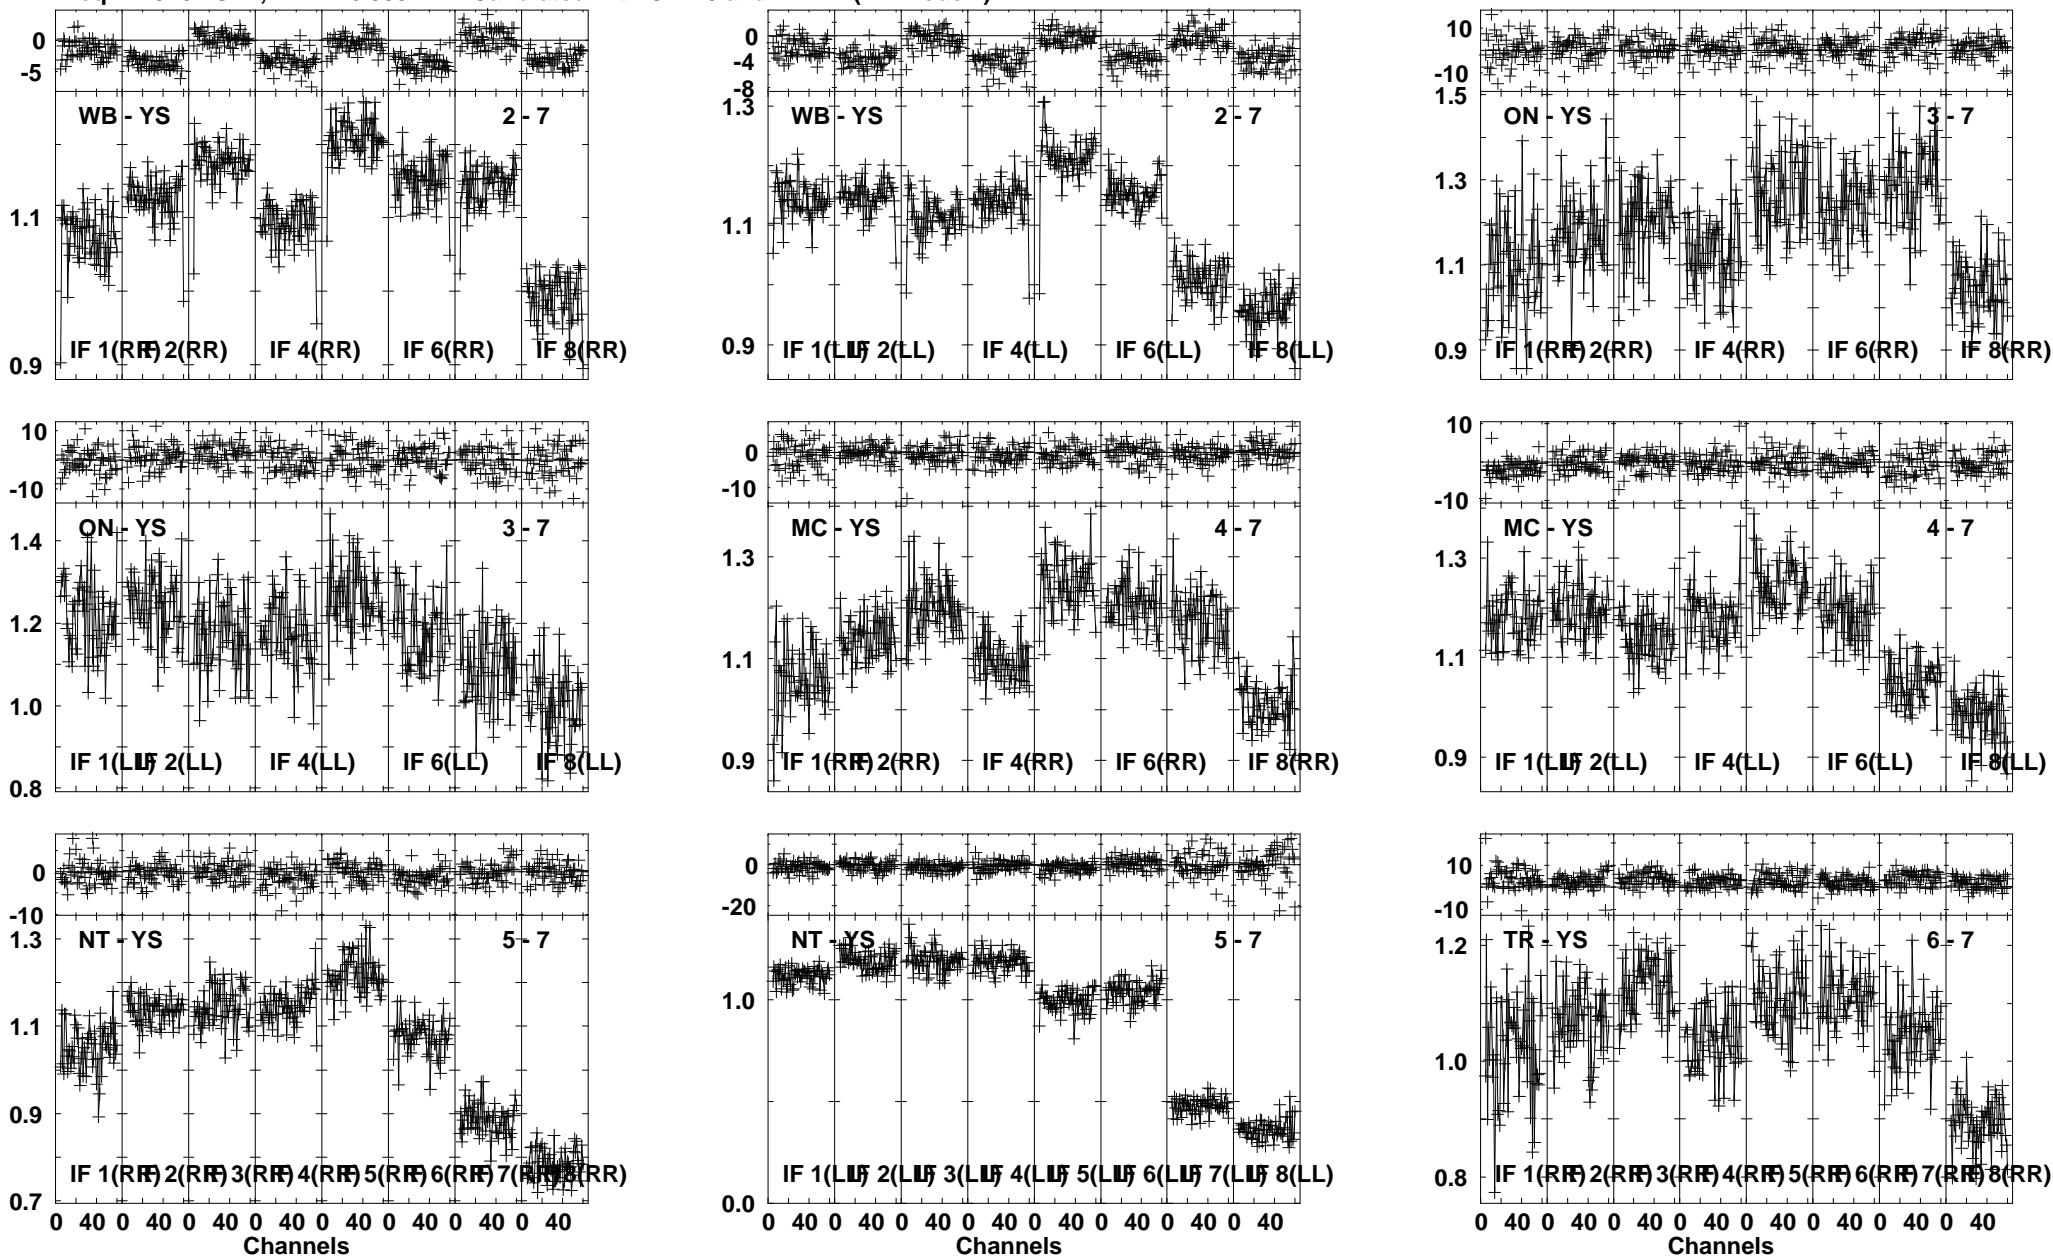 0
-5
WB - YS 2 - 7
1.1
0.9
IF 1(RR) IF 2(RR) IF 4(RR) IF 6(RR) IF 8(RR)
0
-4
-8
1.3
WB - YS 2 - 7
1.1
0.9
IF 1(LL) IF 2(LL) IF 4(LL) IF 6(LL) IF 8(LL)
10
-10
1.5
ON - YS 3 - 7
1.3
1.1
0.9
IF 1(RR) IF 2(RR) IF 4(RR) IF 6(RR) IF 8(RR)
10
-10
ON - YS 3 - 7
1.4
1.2
1.0
0.8
IF 1(LL) IF 2(LL) IF 4(LL) IF 6(LL) IF 8(LL)
0
-10
MC - YS 4 - 7
1.3
1.1
0.9
IF 1(RR) IF 2(RR) IF 4(RR) IF 6(RR) IF 8(RR)
10
-10
MC - YS 4 - 7
1.3
1.1
0.9
IF 1(LL) IF 2(LL) IF 4(LL) IF 6(LL) IF 8(LL)
0
-10
1.3
NT - YS 5 - 7
1.1
0.9
0.7
IF 1(RR) IF 2(RR) IF 3(RR) IF 4(RR) IF 5(RR) IF 6(RR) IF 7(RR) IF 8(RR)
0 40 0 40 0 40 0 40 0 40 0 40 0 40 0 40
Channels
0
-20
NT - YS 5 - 7
1.0
0.0
IF 1(LL) IF 2(LL) IF 3(LL) IF 4(LL) IF 5(LL) IF 6(LL) IF 7(LL) IF 8(LL)
0 40 0 40 0 40 0 40 0 40 0 40 0 40 0 40
Channels
10
-10
TR - YS 6 - 7
1.2
1.0
0.8
IF 1(RR) IF 2(RR) IF 3(RR) IF 4(RR) IF 5(RR) IF 6(RR) IF 7(RR) IF 8(RR)
0 40 0 40 0 40 0 40 0 40 0 40 0 40 0 40
Channels